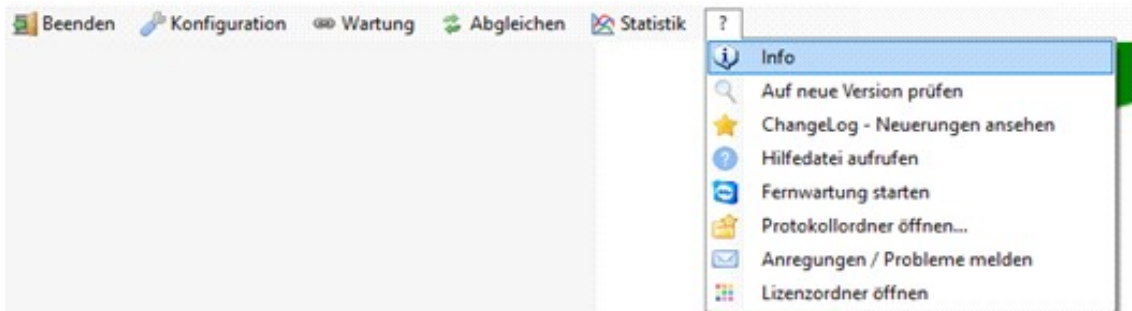 Beenden Konfiguration Wartung Abgleichen Statistik ?
Info
Auf neue Version prüfen
ChangeLog - Neuerungen ansehen
Hilfedatei aufrufen
Fernwartung starten
Protokollordner öffnen...
Anregungen / Probleme melden
Lizenzordner öffnen